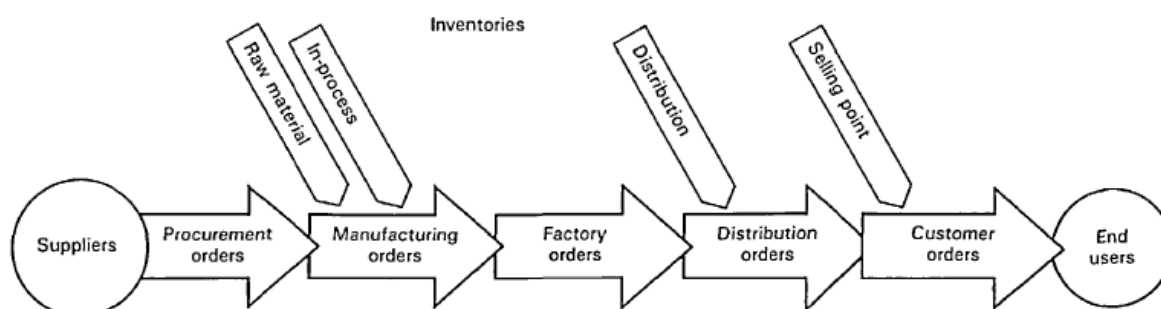 Inventories
Raw material
In-process
Distribution
Selling point
Suppliers
Procurement
orders
Manufacturing
orders
Factory
orders
Distribution
orders
Customer
orders
End
users